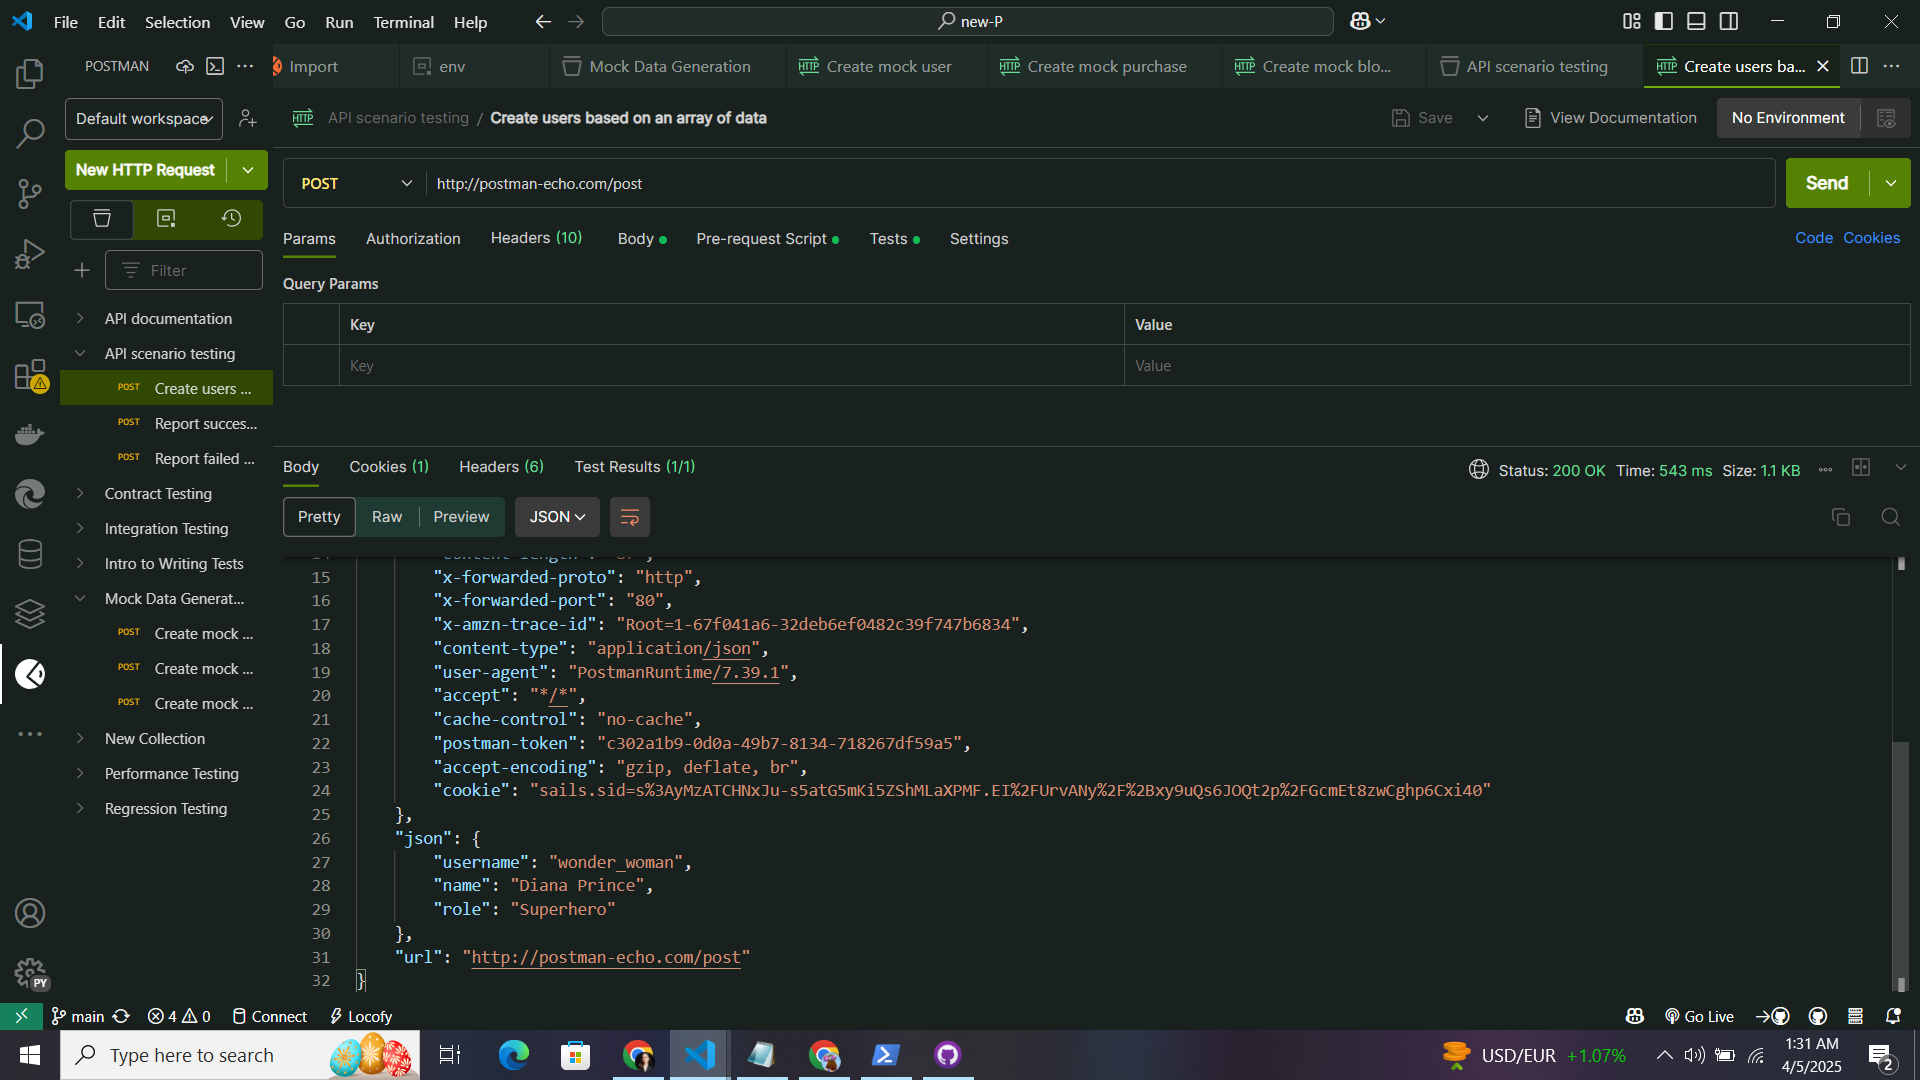 File Edit Selection View Go Run Terminal Help
new-P
POSTMAN
Import
env
Mock Data Generation
Create mock user
Create mock purchase
Create mock blo...
API scenario testing
Create users ba...
Default workspace
API scenario testing / Create users based on an array of data
Save
View Documentation
No Environment
New HTTP Request
POST
http://postman-echo.com/post
Send
Params
Authorization
Headers (10)
Body
Pre-request Script
Tests
Settings
Code
Cookies
Filter
Query Params
Key Value
Key Value
API documentation
API scenario testing
POST Create users ...
POST Report succes...
POST Report failed ...
Contract Testing
Integration Testing
Intro to Writing Tests
Mock Data Generat...
POST Create mock ...
POST Create mock ...
POST Create mock ...
New Collection
Performance Testing
Regression Testing
Body
Cookies (1)
Headers (6)
Test Results (1/1)
Status: 200 OK Time: 543 ms Size: 1.1 KB
Pretty
Raw
Preview
JSON
15 "x-forwarded-proto": "http",
16 "x-forwarded-port": "80",
17 "x-amzn-trace-id": "Root=1-67f041a6-32deb6ef0482c39f747b6834",
18 "content-type": "application/json",
19 "user-agent": "PostmanRuntime/7.39.1",
20 "accept": "*/*",
21 "cache-control": "no-cache",
22 "postman-token": "c302a1b9-0d0a-49b7-8134-718267df59a5",
23 "accept-encoding": "gzip, deflate, br",
24 "cookie": "sails.sid=s%3AyMzATCHNxJu-s5atG5mKi5ZShMLaXPMF.EI%2FUrvANy%2F%2Bxy9uQs6JOQt2p%2FGcmEt8zwCghp6Cxi40"
25 },
26 "json": {
27 "username": "wonder_woman",
28 "name": "Diana Prince",
29 "role": "Superhero"
30 },
31 "url": "http://postman-echo.com/post"
32 }
PY
main
4
0
Connect
Locofy
Go Live
Type here to search
USD/EUR +1.07%
1:31 AM
4/5/2025
2